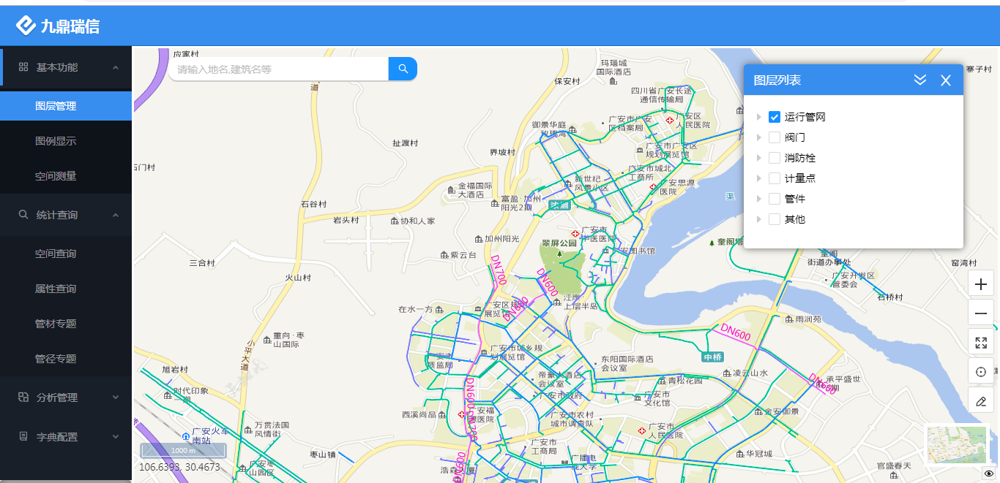 九鼎瑞信
基本功能
图层管理
图例显示
空间测量
统计查询
空间查询
属性查询
管材专题
管径专题
分析管理
字典配置
请输入地名,建筑名等
图层列表
运行管网
阀门
消防栓
计量点
管件
其他
应家村
道
保安村
玛瑙城
国际酒店
寨子村
四川省广安长途
通信传输局
御景华庭
玫瑰湾
广安市广安
区档案局
广安区
人民医院
扯渡村
界坡村
广安市广安区
规划展览馆
石门村
广安市城北
工商所
新世纪
风景小区
广安思源
医院
金福国际
大酒店
富盈·加州
阳光2期
浓洄
渠
石谷村
岩头村
协和人家
加州阳光
翠屏公园
广安市
中医医院
广安图书馆
奎阁塔
奎阁
街道办事处
窑湾村
三合村
紫云台
火山村
广安开发区
管委会
石桥村
DN700
DN600
DN600
在水一方
江岸·
上层半岛
雨润苑
DN600
中桥
重向·枣
山国际
小平大道
广安市城乡规
划展览馆
质监局
东阳国际酒店
会议室
旭岩村
时代印象
二期
帝豪大酒店
会议室
广安市政府
青松花园
凌云山水
DN600
承平盛世
广安市
文化馆
金安御景
DN600
DN700
西溪尚品
广安福
源医院
广安市农村
城市调查队
广安市
人民医院
万贯法国
风情街
广安火车
南站
1000 m
106.6393, 30.4673
枣山镇
广安枣
山园区
广安市
工商局
广播电
视大学
华冠城
官盛春天
DN600